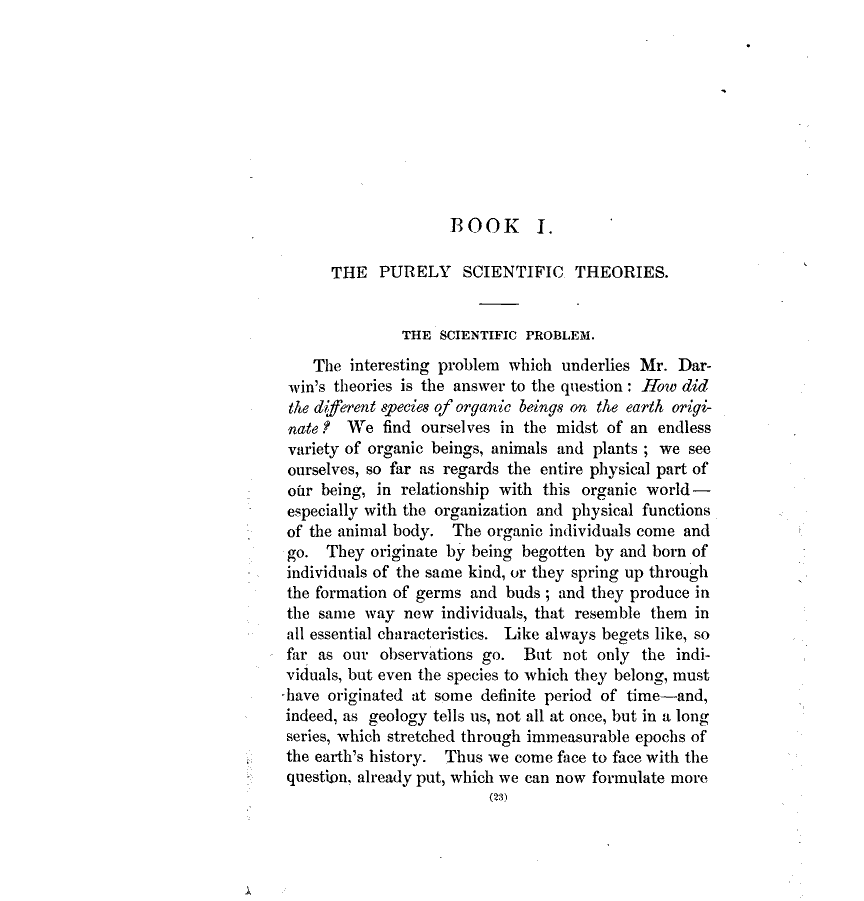 BOOK I.
THE PURELY SCIENTIFIC THEORIES.
THE SCIENTIFIC PROBLEM.
The interesting problem which underlies Mr. Dar-
win's theories is the answer to the question: How did
the different species of organic beings on the earth origi-
nate? We find ourselves in the midst of an endless
variety of organic beings, animals and plants; we see
ourselves, so far as regards the entire physical part of
our being, in relationship with this organic world—
especially with the organization and physical functions
of the animal body. The organic individuals come and
go. They originate by being begotten by and born of
individuals of the same kind, or they spring up through
the formation of germs and buds; and they produce in
the same way new individuals, that resemble them in
all essential characteristics. Like always begets like, so
far as our observations go. But not only the indi-
viduals, but even the species to which they belong, must
have originated at some definite period of time—and,
indeed, as geology tells us, not all at once, but in a long
series, which stretched through immeasurable epochs of
the earth's history. Thus we come face to face with the
question, already put, which we can now formulate more
(23)